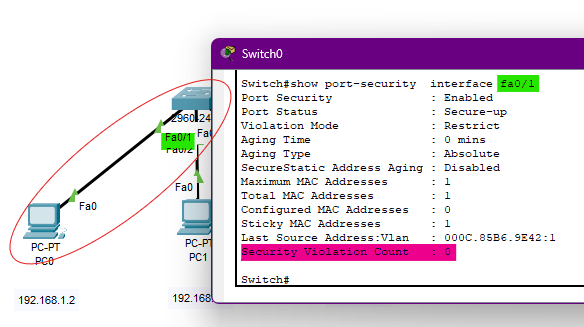 Switch0
Switch#show port-security  interface fa0/1
Port Security              : Enabled
Port Status                : Secure-up
Violation Mode             : Restrict
Aging Time                 : 0 mins
Aging Type                 : Absolute
SecureStatic Address Aging : Disabled
Maximum MAC Addresses      : 1
Total MAC Addresses        : 1
Configured MAC Addresses   : 0
Sticky MAC Addresses       : 1
Last Source Address:Vlan   : 000C.85B6.9E42:1
Security Violation Count   : 0
Switch#
Fa0/1
Fa0/2
Fa0
Fa0
PC-PT
PC0
PC-PT
PC1
192.168.1.2
192.168.